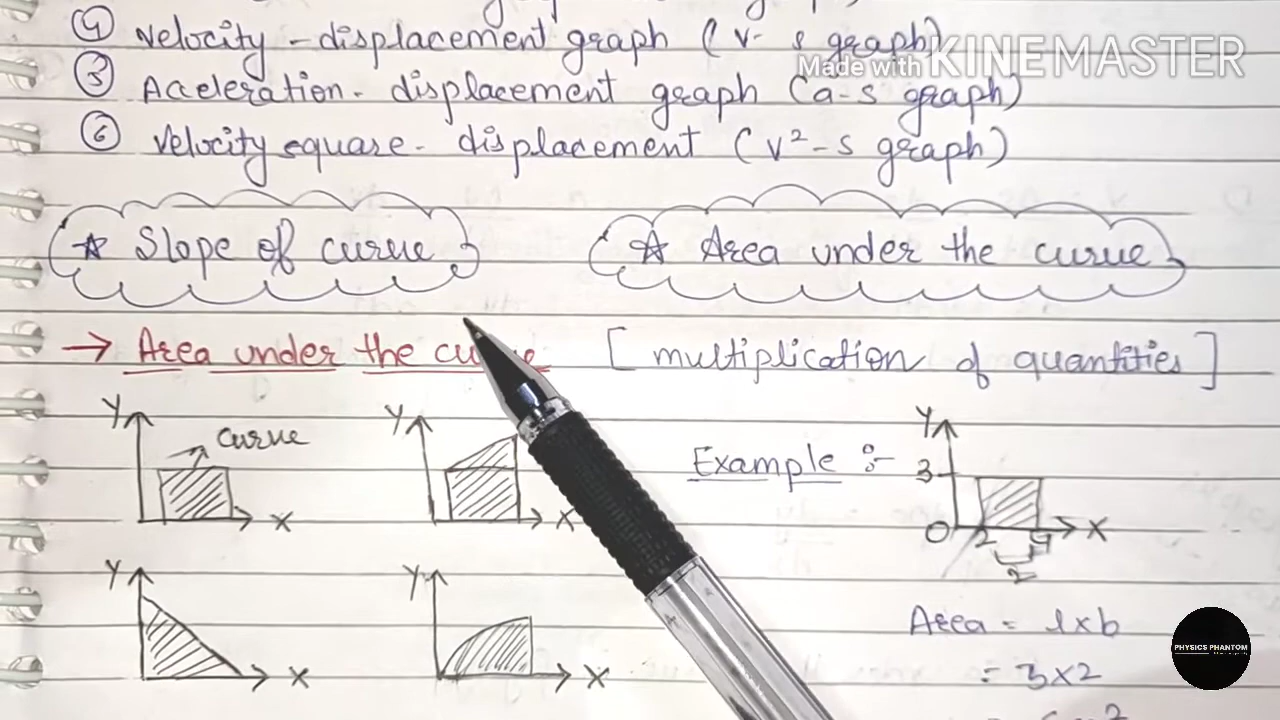 ④ Velocity - displacement graph ( v- s graph)
Made with KINEMASTER
⑤ Acceleration - displacement graph (a-s graph)
⑥ Velocity square - displacement (v²-s graph)
☆ Slope of curve
☆ Area under the curve
→ Area under the curve [ multiplication of quantities ]
Y
curve
X
Y
X
Example :-
Y
3
O
2
4
X
2
Y
X
Y
X
Area = l×b
= 3×2
PHYSICS PHANTOM